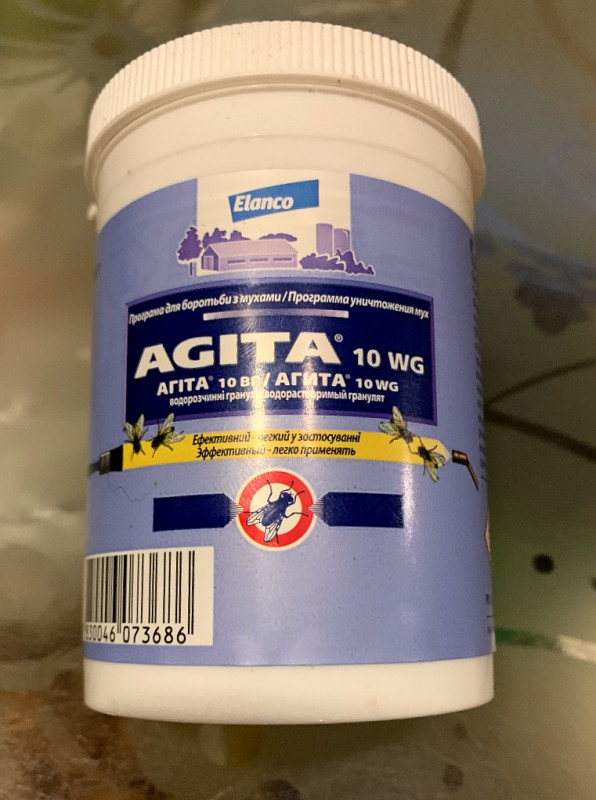 Elanco
Програма для боротьби з мухами / Программа уничтожения мух
AGITA® 10 WG
АГІТА® 10 ВГ / АГИТА® 10 WG
водорозчинні гранули/водорастворимый гранулят
Ефективний - легкий у застосуванні
Эффективный - легко применять
930046 073686